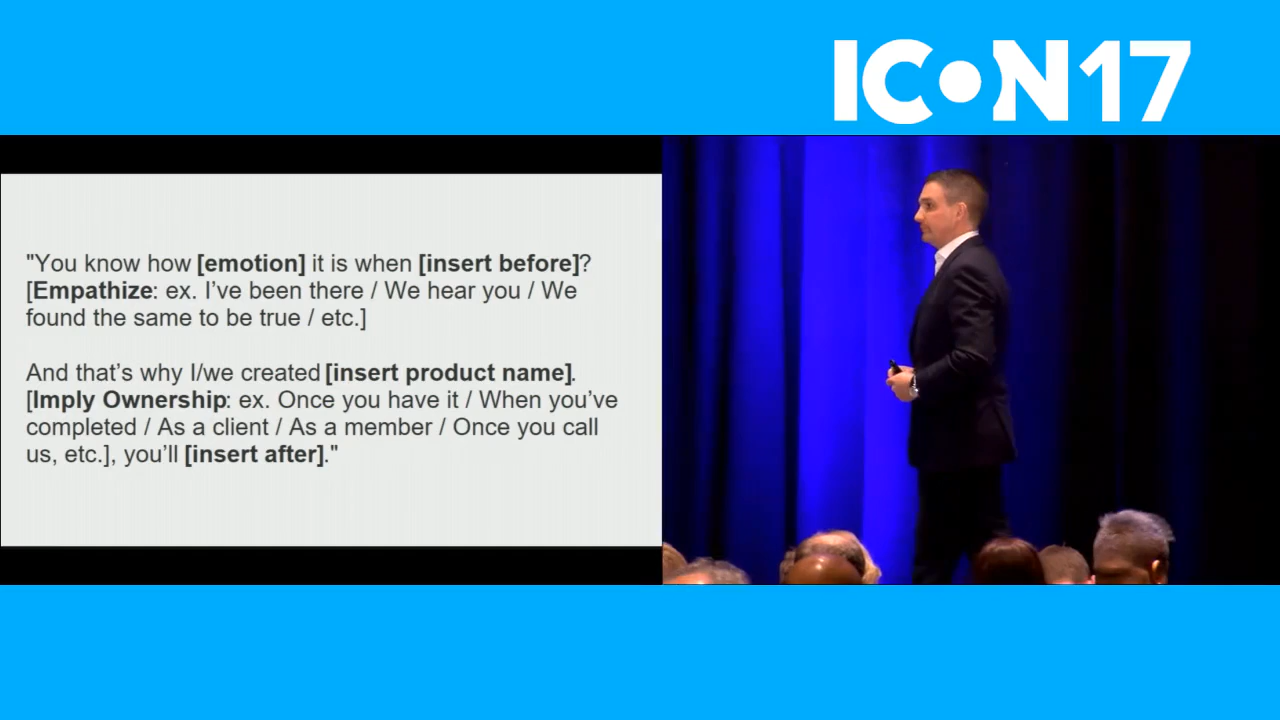 ICON17
"You know how [emotion] it is when [insert before]?
[Empathize: ex. I’ve been there / We hear you / We
found the same to be true / etc.]
And that’s why I/we created [insert product name].
[Imply Ownership: ex. Once you have it / When you’ve
completed / As a client / As a member / Once you call
us, etc.], you’ll [insert after]."